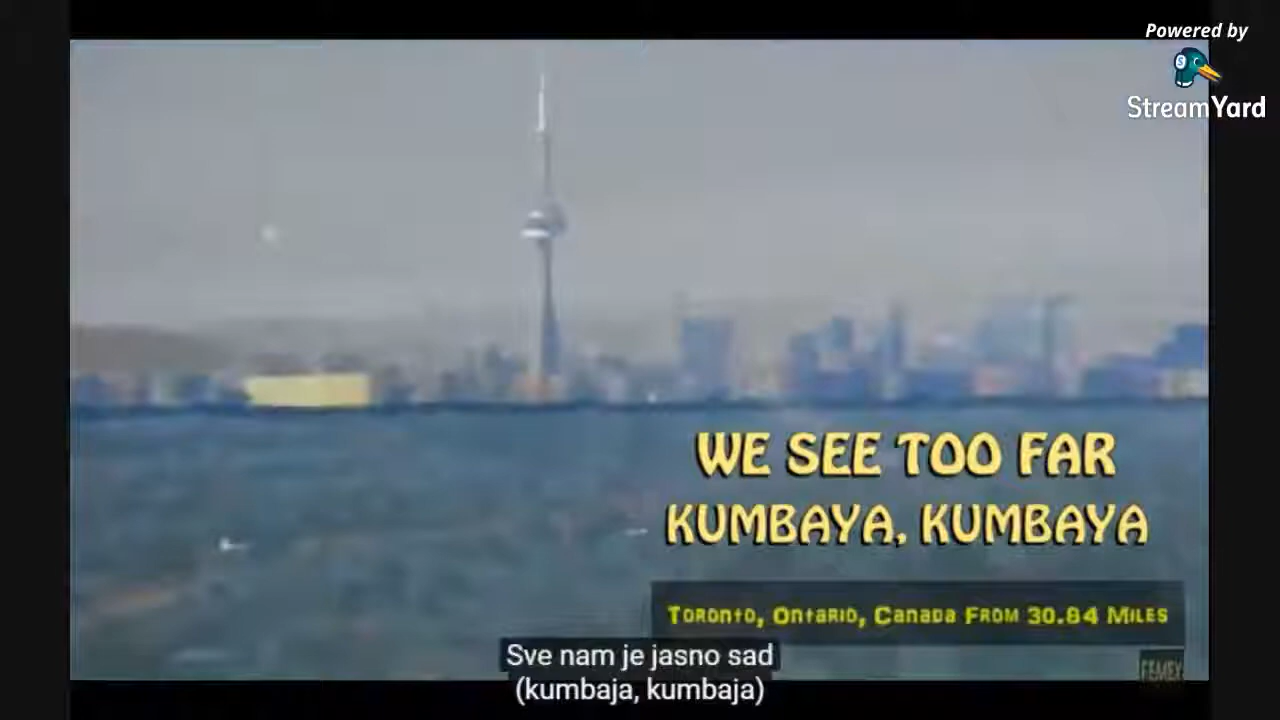 Powered by
StreamYard
WE SEE TOO FAR
KUMBAYA, KUMBAYA
Toronto, Ontario, Canada From 30.84 Miles
Sve nam je jasno sad
(kumbaja, kumbaja)
FEMEX